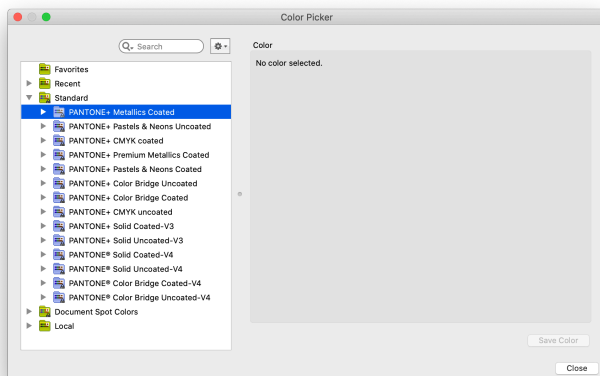 Color Picker
Search
Color
No color selected.
Favorites
Recent
Standard
PANTONE+ Metallics Coated
PANTONE+ Pastels & Neons Uncoated
PANTONE+ CMYK coated
PANTONE+ Premium Metallics Coated
PANTONE+ Pastels & Neons Coated
PANTONE+ Color Bridge Uncoated
PANTONE+ Color Bridge Coated
PANTONE+ CMYK uncoated
PANTONE+ Solid Coated-V3
PANTONE+ Solid Uncoated-V3
PANTONE® Solid Coated-V4
PANTONE® Solid Uncoated-V4
PANTONE® Color Bridge Coated-V4
PANTONE® Color Bridge Uncoated-V4
Document Spot Colors
Local
Save Color
Close